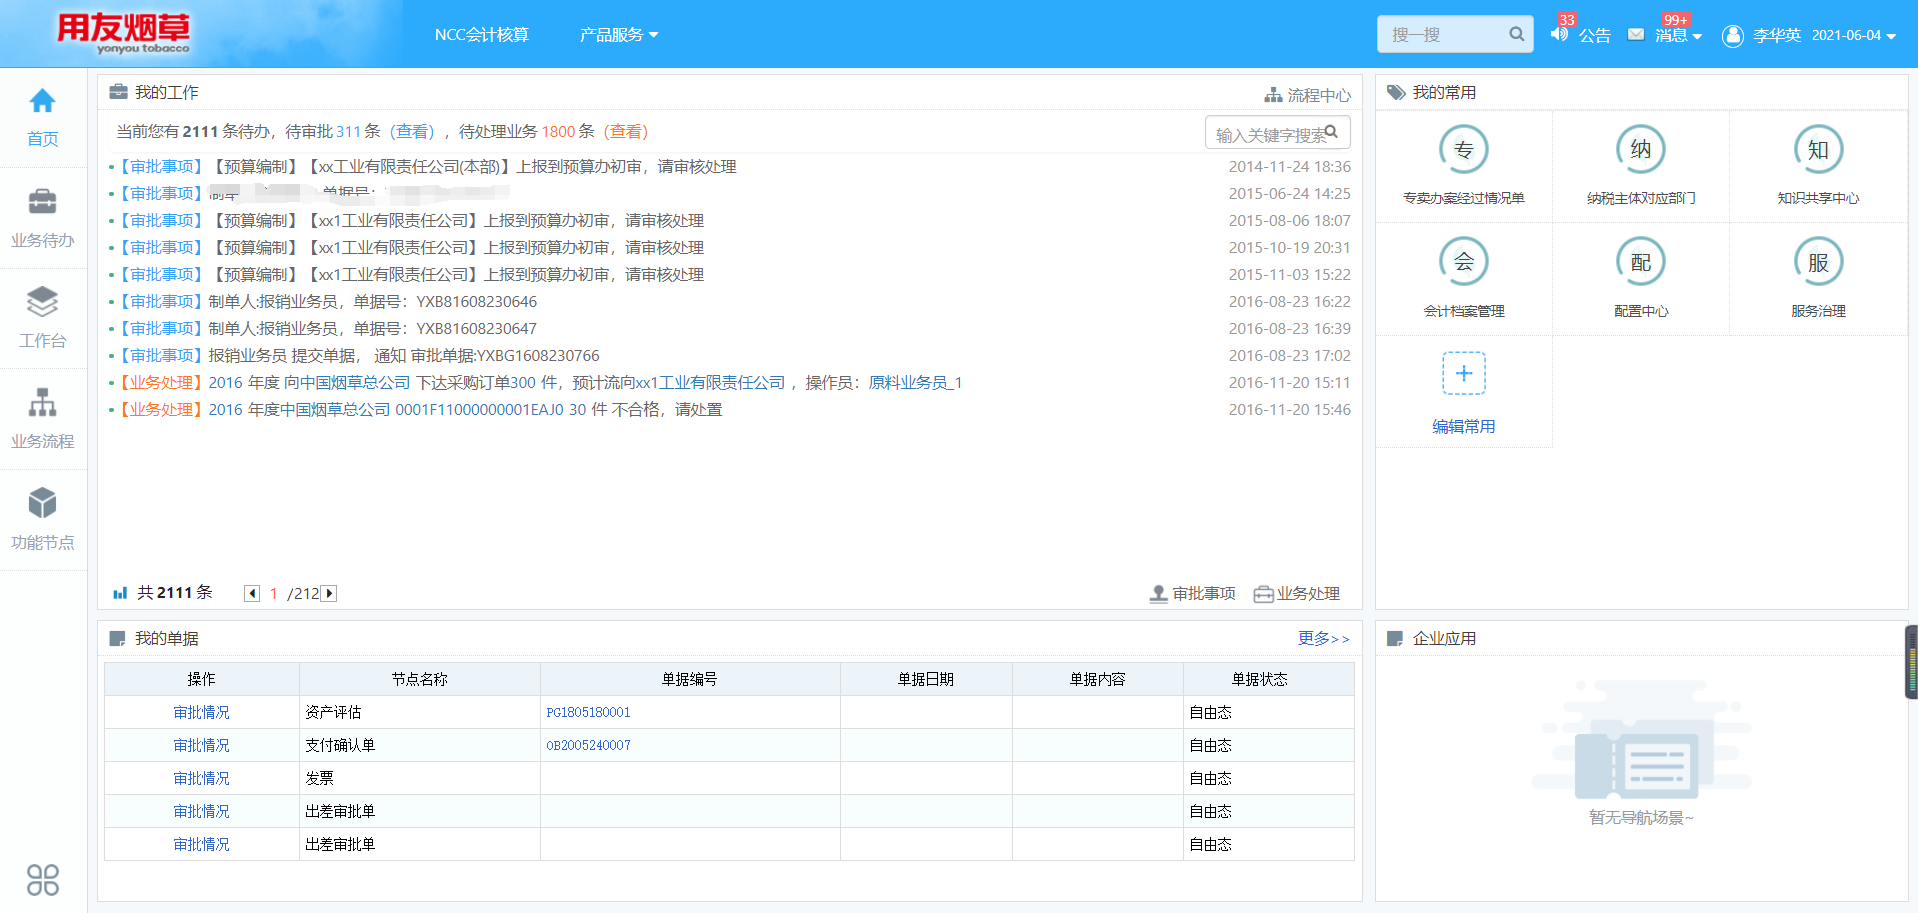 用友烟草
yonyou tobacco
NCC会计核算
产品服务
搜一搜
33
公告
99+
消息
李华英
2021-06-04
首页
业务待办
工作台
业务流程
功能节点
我的工作
流程中心
当前您有 2111 条待办，待审批 311 条（查看），待处理业务 1800 条（查看）
输入关键字搜索
【审批事项】【预算编制】【xx工业有限责任公司(本部)】上报到预算办初审，请审核处理 2014-11-24 18:36
【审批事项】制单 单据号： 2015-06-24 14:25
【审批事项】【预算编制】【xx1工业有限责任公司】上报到预算办初审，请审核处理 2015-08-06 18:07
【审批事项】【预算编制】【xx1工业有限责任公司】上报到预算办初审，请审核处理 2015-10-19 20:31
【审批事项】【预算编制】【xx1工业有限责任公司】上报到预算办初审，请审核处理 2015-11-03 15:22
【审批事项】制单人:报销业务员，单据号：YXB81608230646 2016-08-23 16:22
【审批事项】制单人:报销业务员，单据号：YXB81608230647 2016-08-23 16:39
【审批事项】报销业务员 提交单据， 通知 审批单据:YXBG1608230766 2016-08-23 17:02
【业务处理】2016 年度 向中国烟草总公司 下达采购订单300 件，预计流向xx1工业有限责任公司 ，操作员：原料业务员_1 2016-11-20 15:11
【业务处理】2016 年度中国烟草总公司 0001F11000000001EAJ0 30 件 不合格，请处置 2016-11-20 15:46
共 2111 条
1 /212
审批事项
业务处理
我的常用
专 纳 知
专卖办案经过情况单 纳税主体对应部门 知识共享中心
会 配 服
会计档案管理 配置中心 服务治理
+
编辑常用
我的单据
更多>>
操作 节点名称 单据编号 单据日期 单据内容 单据状态
审批情况 资产评估 PG1805180001 自由态
审批情况 支付确认单 OB2005240007 自由态
审批情况 发票 自由态
审批情况 出差审批单 自由态
审批情况 出差审批单 自由态
企业应用
暂无导航场景~